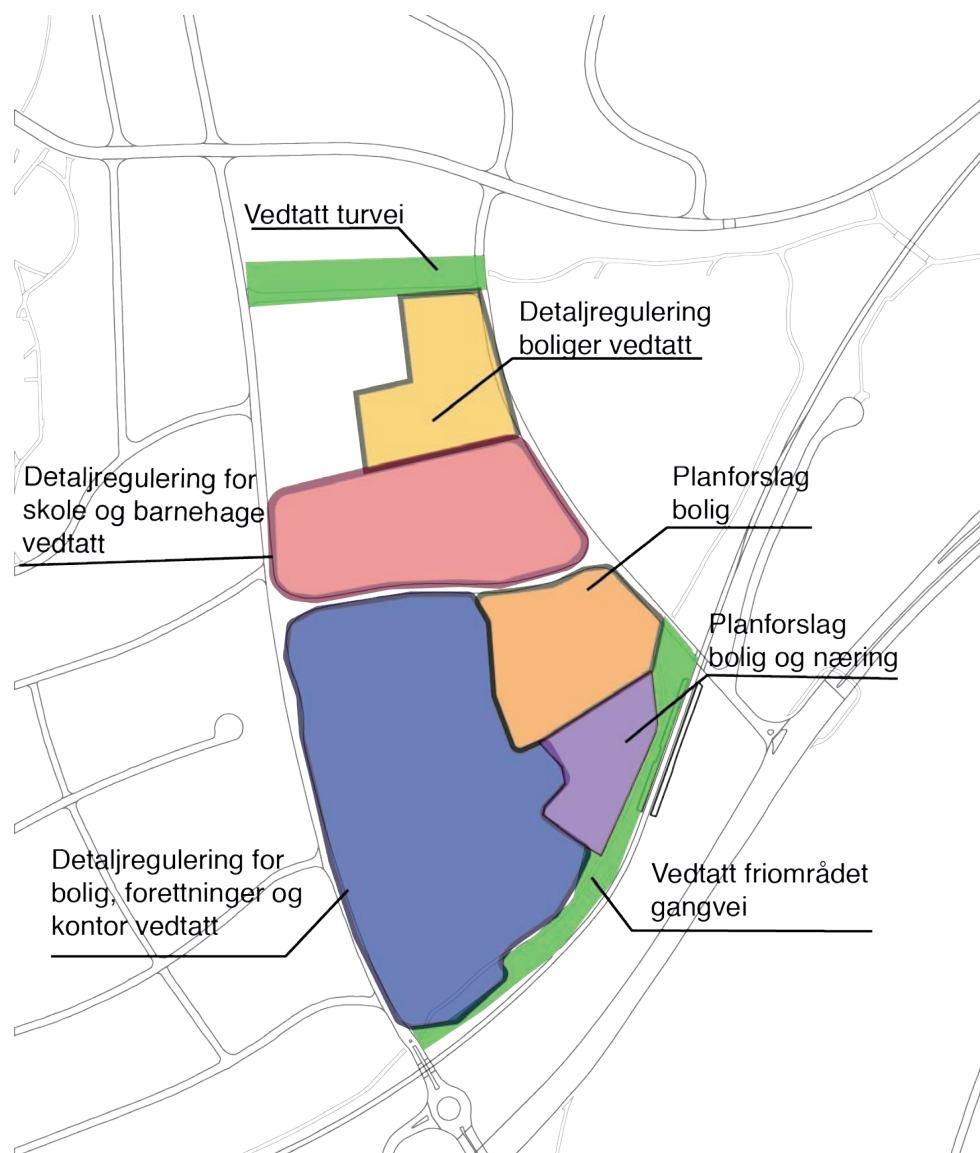 Vedtatt turvei
Detaljregulering
boliger vedtatt
Detaljregulering for
skole og barnehage
vedtatt
Planforslag
bolig
Planforslag
bolig og næring
Detaljregulering for
bolig, forettninger og
kontor vedtatt
Vedtatt friområdet
gangvei